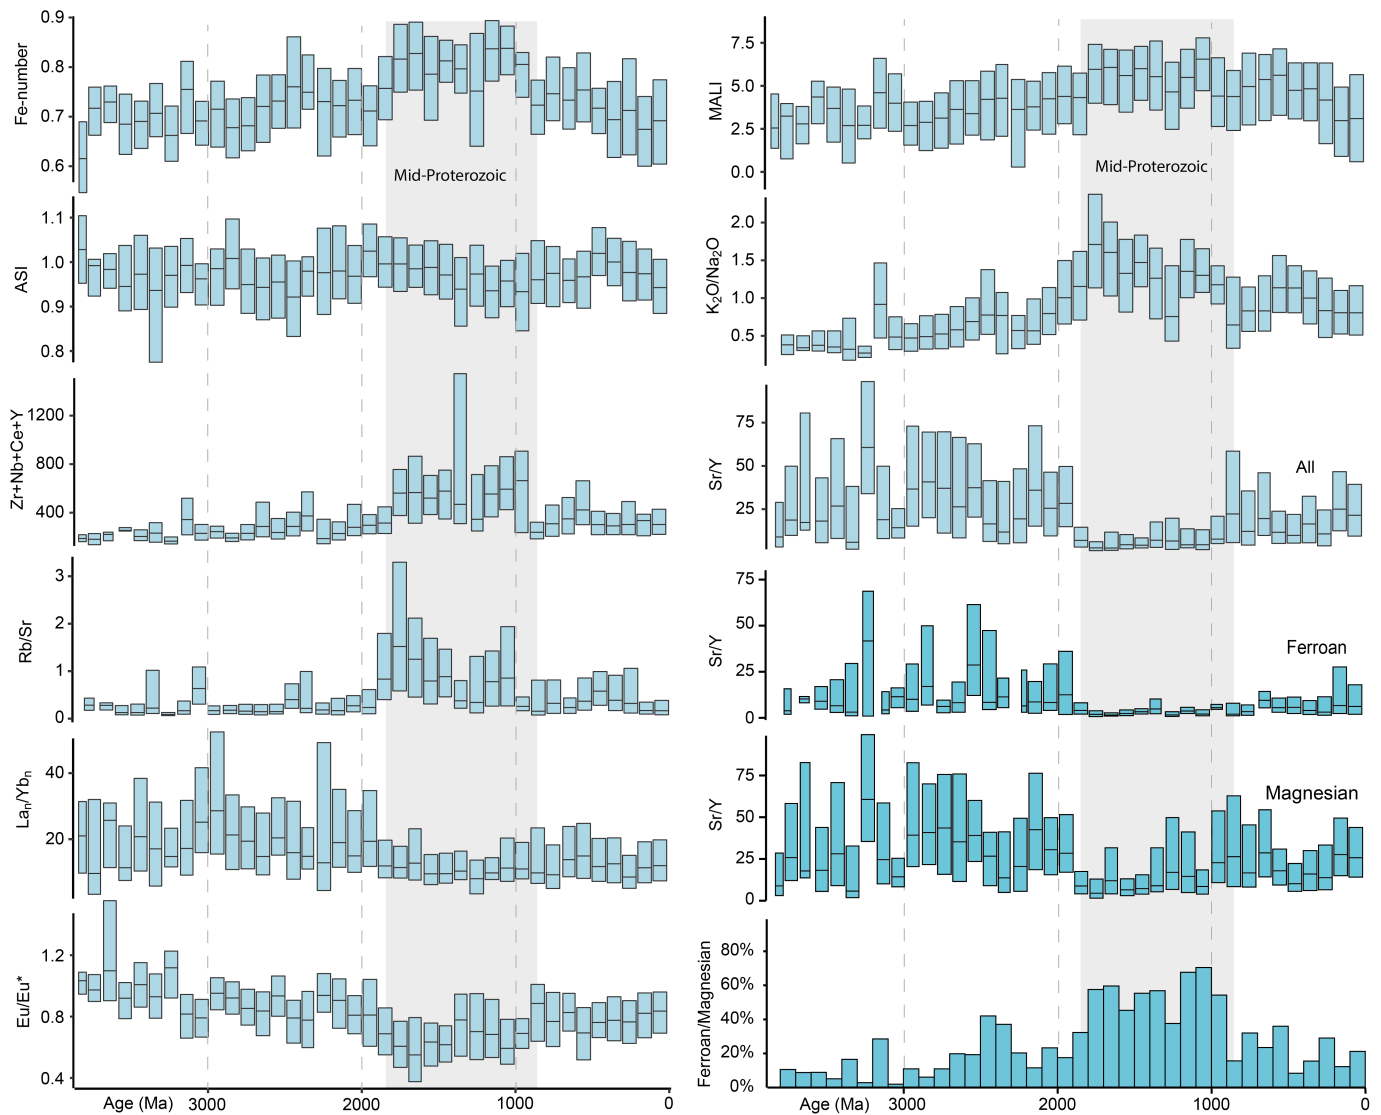 0.9
0.8
0.7
0.6
Fe-number
Mid-Proterozoic
1.1
1.0
0.9
0.8
ASI
1200
800
400
Zr+Nb+Ce+Y
3
2
1
0
Rb/Sr
40
20
Laₙ/Ybₙ
1.2
0.8
0.4
Eu/Eu*
Age (Ma) 3000 2000 1000 0
7.5
5.0
2.5
0.0
MALI
Mid-Proterozoic
2.0
1.5
1.0
0.5
K₂O/Na₂O
75
50
25
Sr/Y
All
75
50
25
0
Sr/Y
Ferroan
75
50
25
0
Sr/Y
Magnesian
80%
60%
40%
20%
0%
Ferroan/Magnesian
Age (Ma) 3000 2000 1000 0